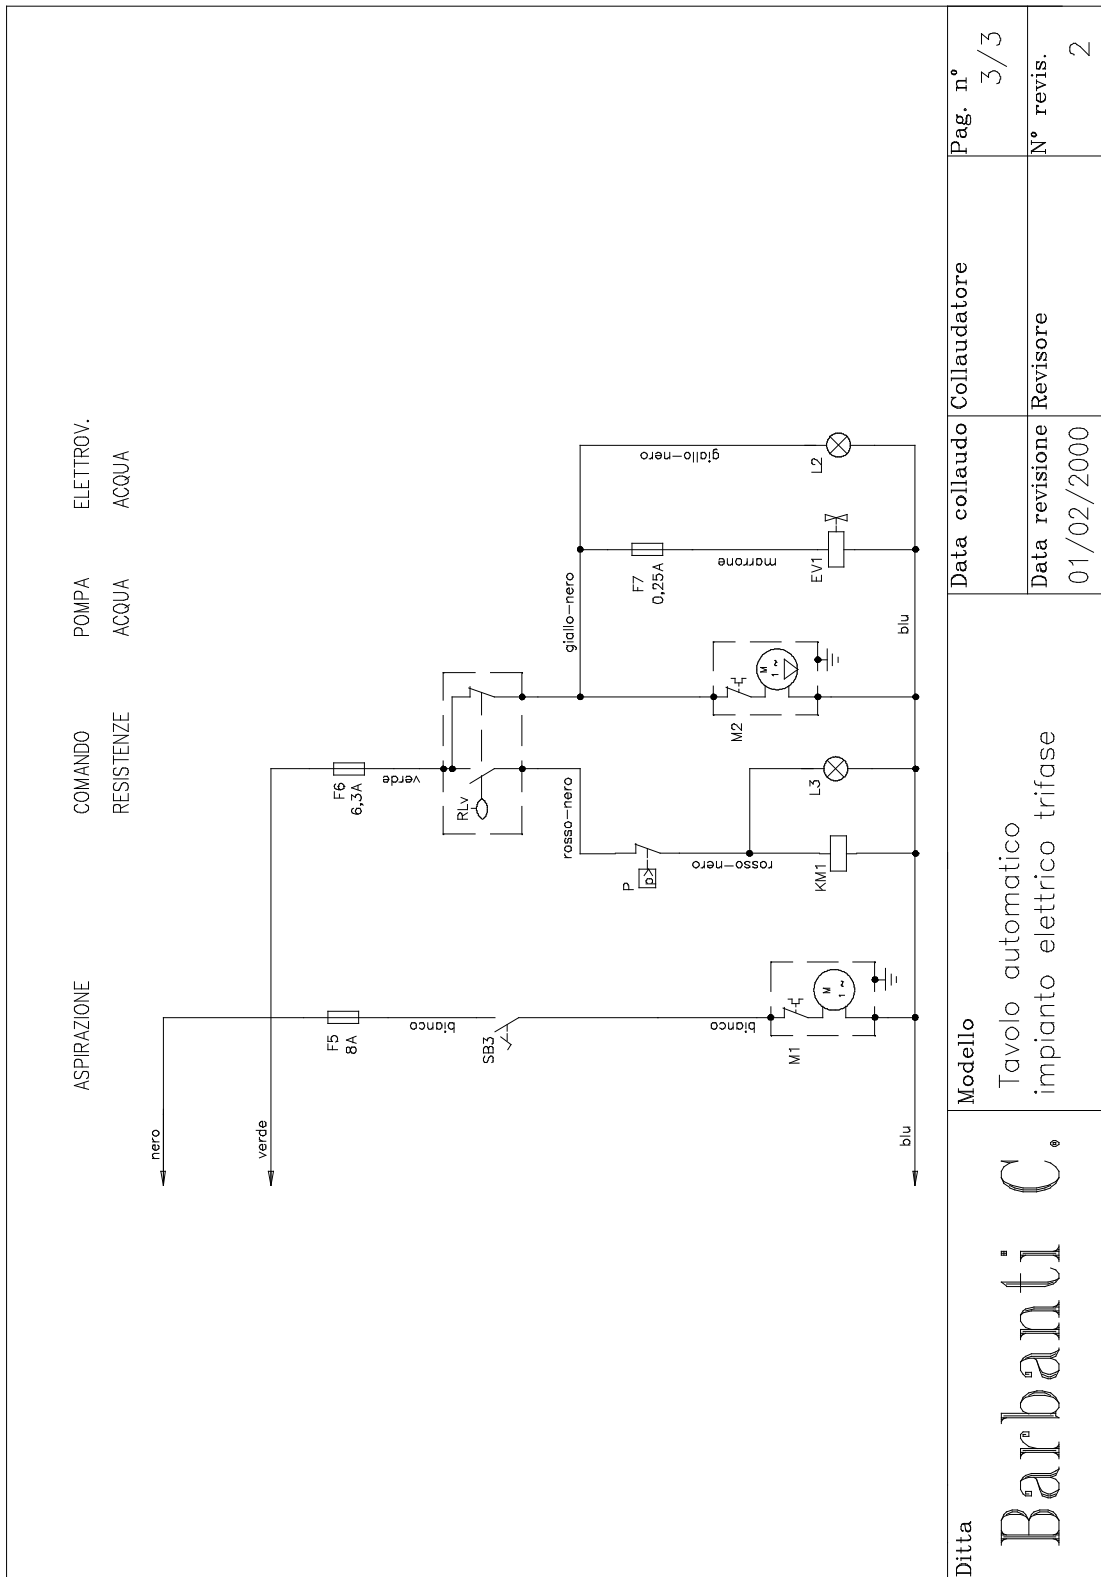 ASPIRAZIONE
COMANDO
RESISTENZE
POMPA
ACQUA
ELETTROV.
ACQUA
nero
verde
F5
8A
bianco
SB3
bianco
M1
M
1 ~
F6
6,3A
verde
RLv
rosso-nero
P
p>
rosso-nero
KM1
L3
giallo-nero
M2
M
1 ~
F7
0,25A
marrone
EV1
giallo-nero
L2
blu
blu
Ditta
Barbanti C.
Modello
Tavolo automatico
impianto elettrico trifase
Data collaudo
Collaudatore
Pag. n°
3/3
Data revisione
01/02/2000
Revisore
N° revis.
2